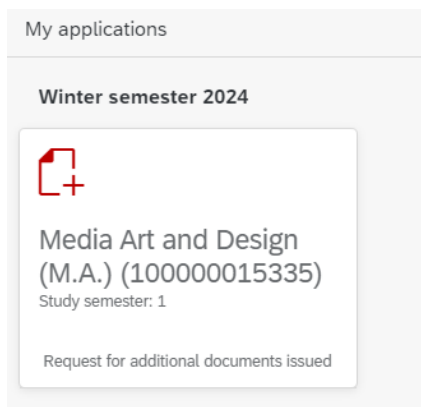 My applications
Winter semester 2024
Media Art and Design
(M.A.) (100000015335)
Study semester: 1
Request for additional documents issued